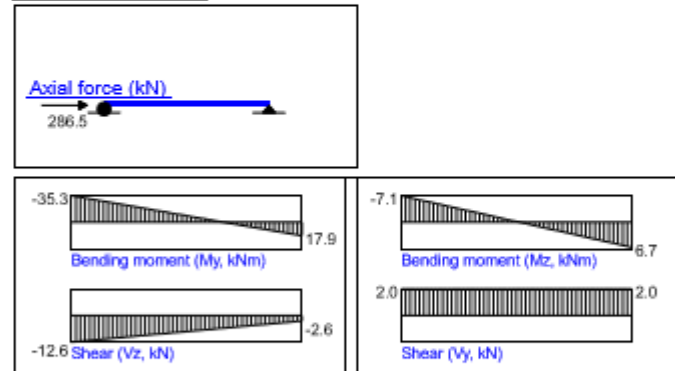 Axial force (kN)
286.5
-35.3
17.9
Bending moment (My, kNm)
-2.6
-12.6 Shear (Vz, kN)
-7.1
6.7
Bending moment (Mz, kNm)
2.0 2.0
Shear (Vy, kN)